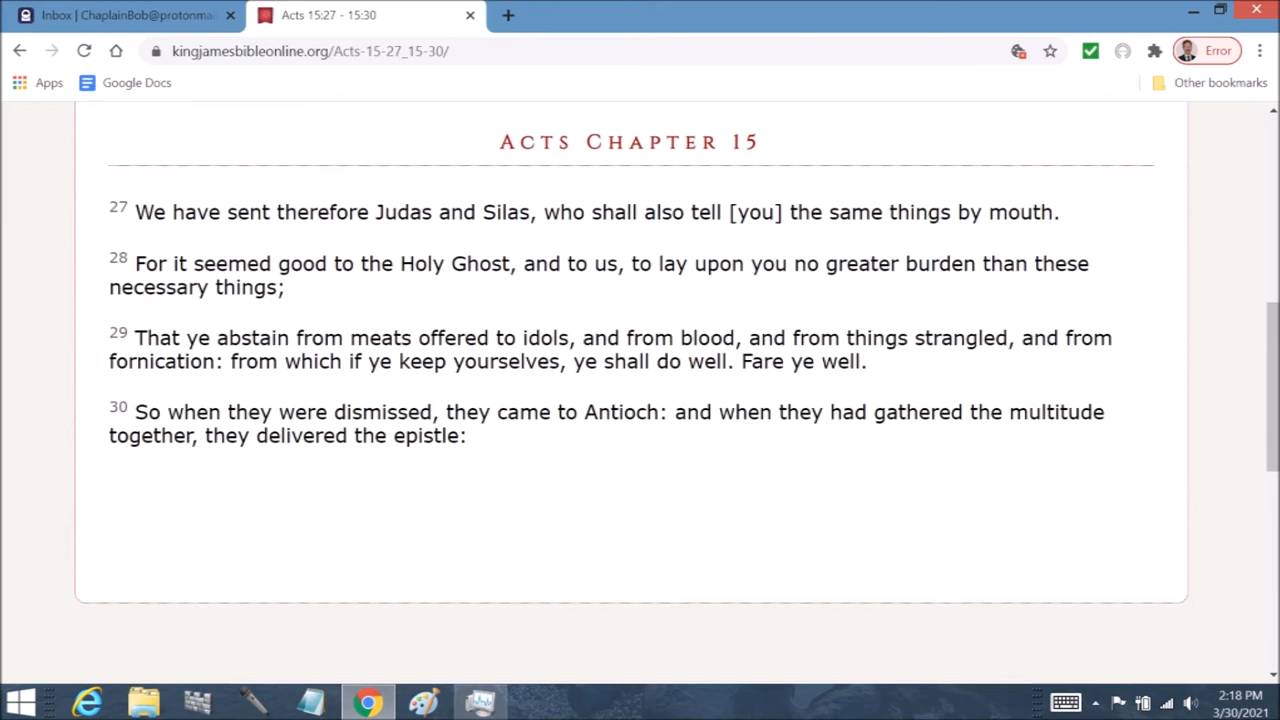 Inbox | ChaplainBob@protonmai
Acts 15:27 - 15:30
kingjamesbibleonline.org/Acts-15-27_15-30/
Error
Apps
Google Docs
Other bookmarks
Acts Chapter 15
27 We have sent therefore Judas and Silas, who shall also tell [you] the same things by mouth.
28 For it seemed good to the Holy Ghost, and to us, to lay upon you no greater burden than these
necessary things;
29 That ye abstain from meats offered to idols, and from blood, and from things strangled, and from
fornication: from which if ye keep yourselves, ye shall do well. Fare ye well.
30 So when they were dismissed, they came to Antioch: and when they had gathered the multitude
together, they delivered the epistle:
2:18 PM
3/30/2021